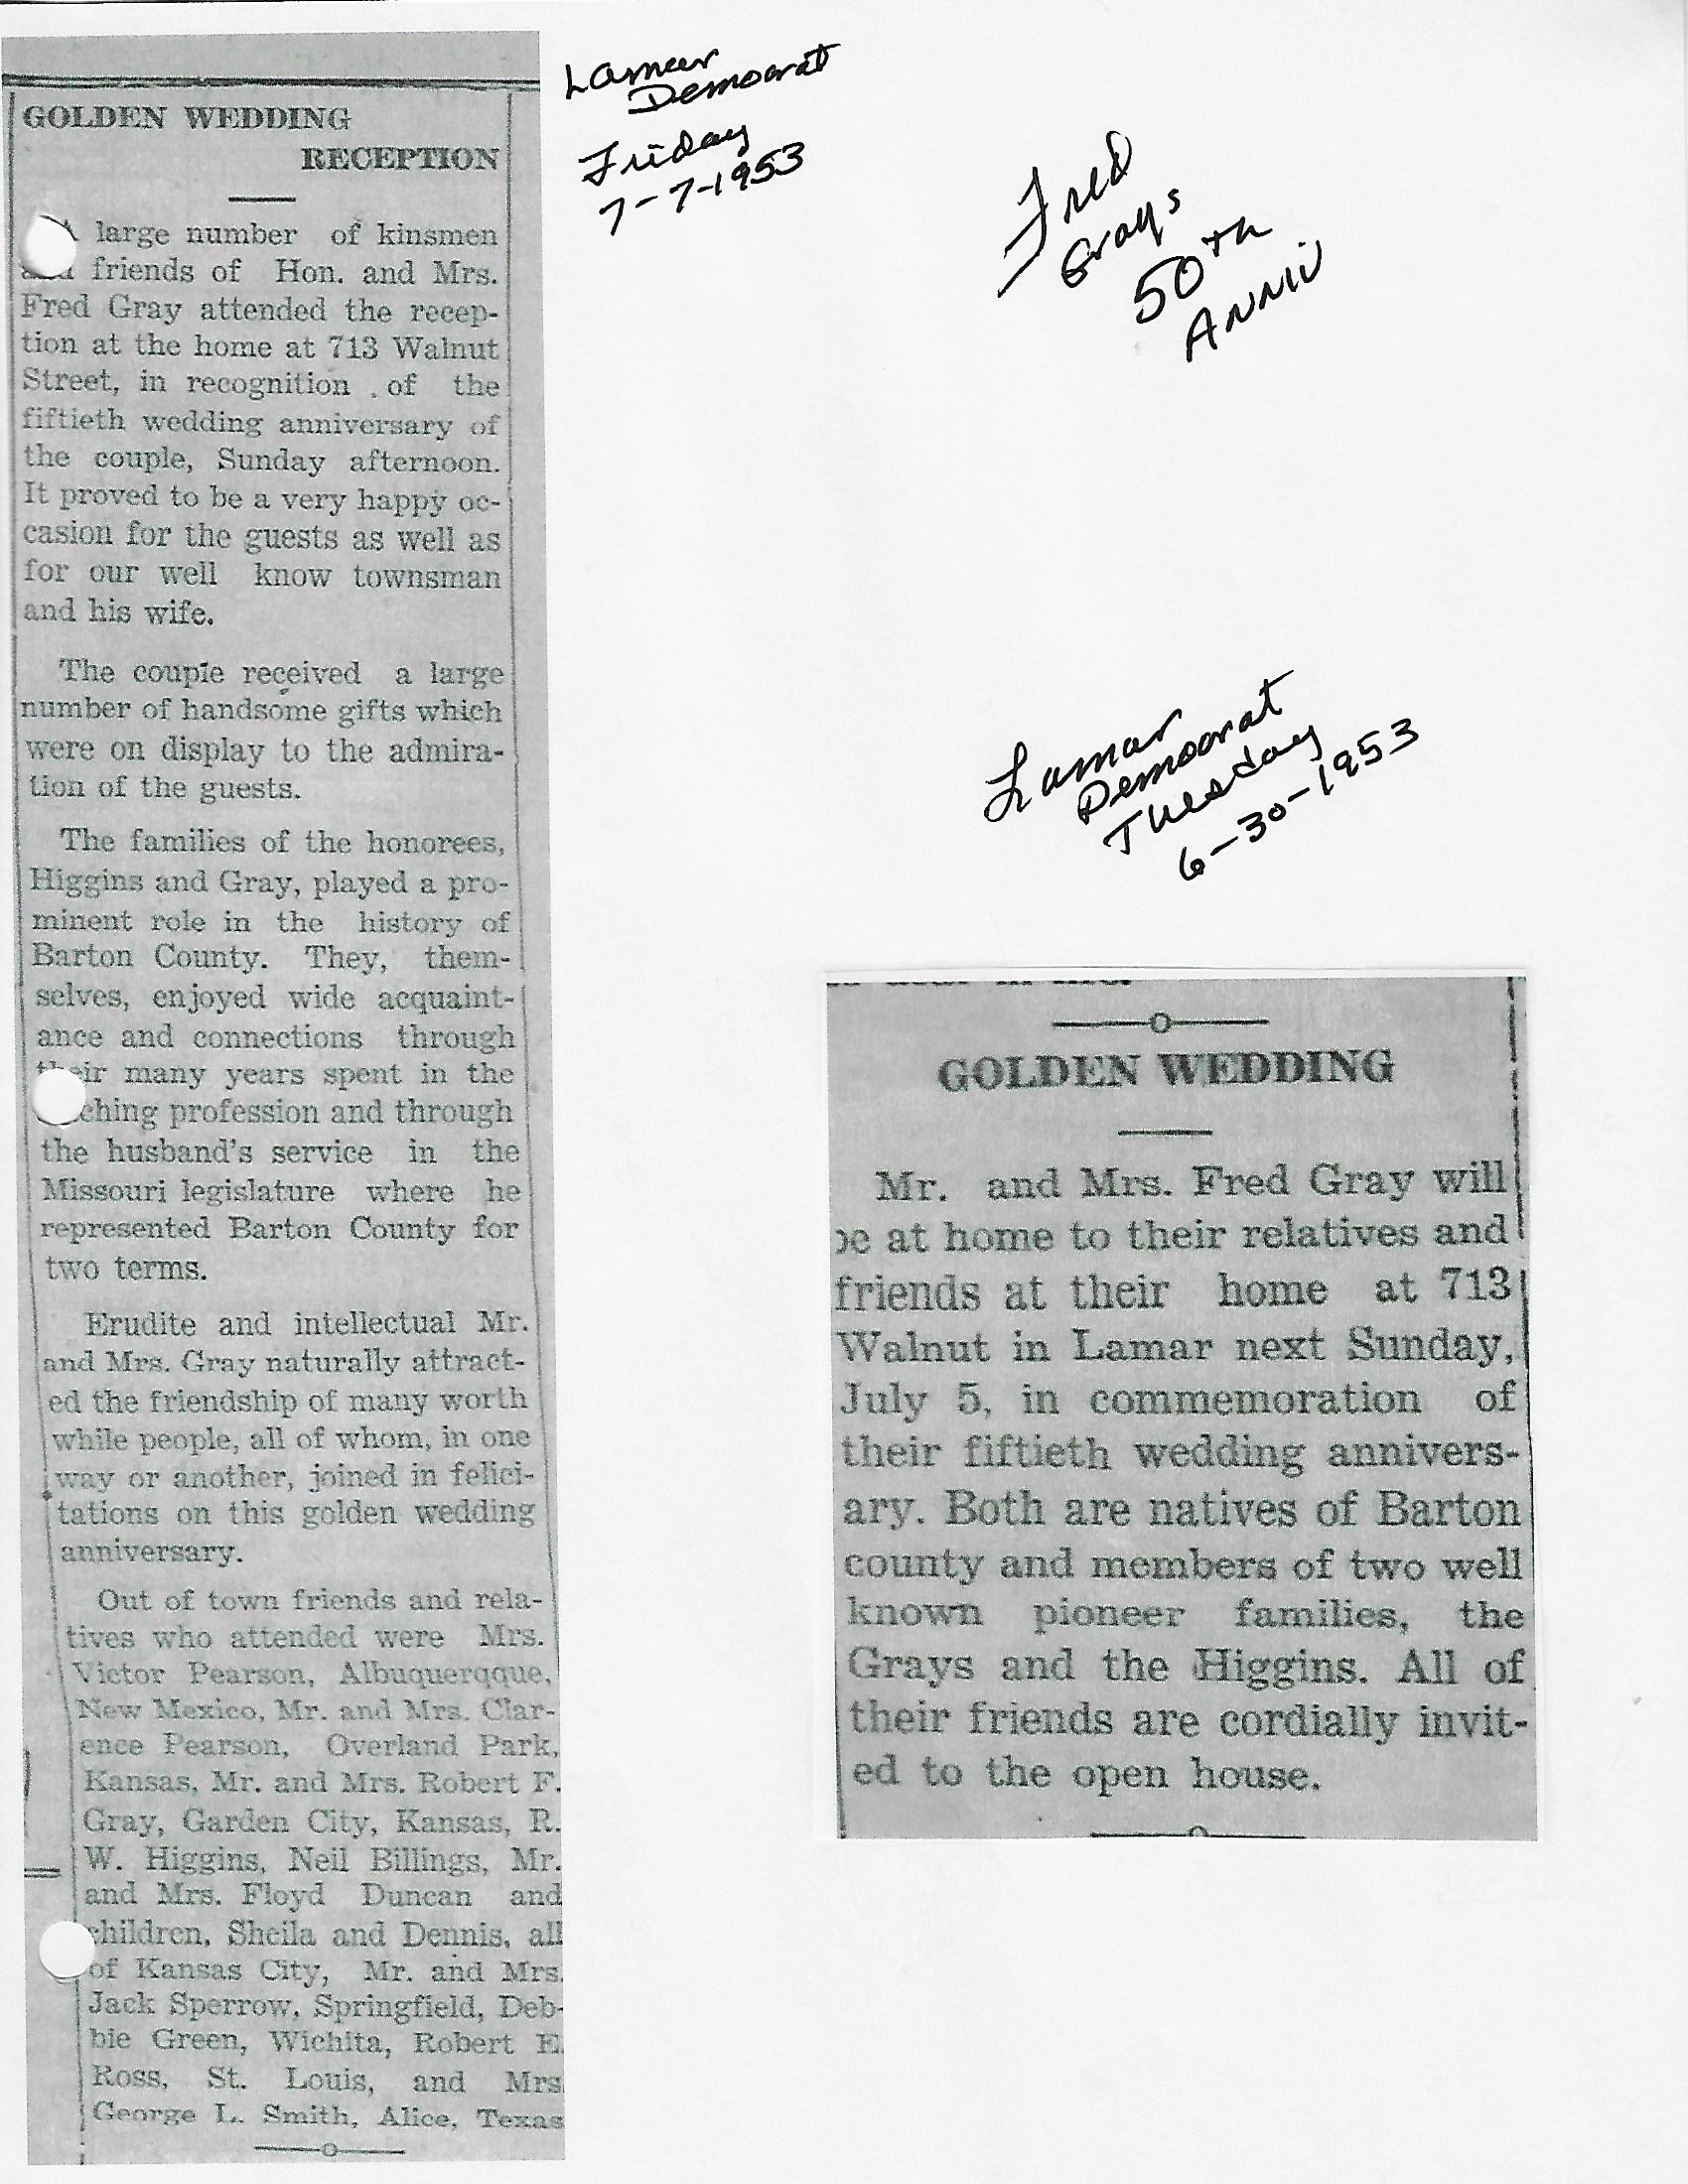 GOLDEN WEDDING
RECEPTION
large number of kinsmen
friends of Hon. and Mrs.
Fred Gray attended the recep-
tion at the home at 713 Walnut
Street, in recognition of the
fiftieth wedding anniversary of
the couple, Sunday afternoon.
It proved to be a very happy oc-
casion for the guests as well as
for our well know townsman
and his wife.
The couple received a large
number of handsome gifts which
were on display to the admira-
tion of the guests.
The families of the honorees,
Higgins and Gray, played a pro-
minent role in the history of
Barton County. They, them-
selves, enjoyed wide acquaint-
ance and connections through
their many years spent in the
ching profession and through
the husband's service in the
Missouri legislature where he
represented Barton County for
two terms.
Erudite and intellectual Mr.
and Mrs. Gray naturally attract-
ed the friendship of many worth
while people, all of whom, in one
way or another, joined in felici-
tations on this golden wedding
anniversary.
Out of town friends and rela-
tives who attended were Mrs.
Victor Pearson, Albuquerqque,
New Mexico, Mr. and Mrs. Clar-
ence Pearson, Overland Park,
Kansas, Mr. and Mrs. Robert F.
Gray, Garden City, Kansas, R.
W. Higgins, Neil Billings, Mr.
and Mrs. Floyd Duncan and
children, Sheila and Dennis, all
of Kansas City, Mr. and Mrs.
Jack Sperrow, Springfield, Deb-
bie Green, Wichita, Robert E.
Ross, St. Louis, and Mrs
George L. Smith, Alice, Texas
Lamar
Democrat
Friday
7-7-1953
Fred
Grays
50th
ANNIV
Lamar
Democrat
Tuesday
6-30-1953
GOLDEN WEDDING
Mr. and Mrs. Fred Gray will
be at home to their relatives and
friends at their home at 713
Walnut in Lamar next Sunday,
July 5, in commemoration of
their fiftieth wedding annivers-
ary. Both are natives of Barton
county and members of two well
known pioneer families, the
Grays and the Higgins. All of
their friends are cordially invit-
ed to the open house.